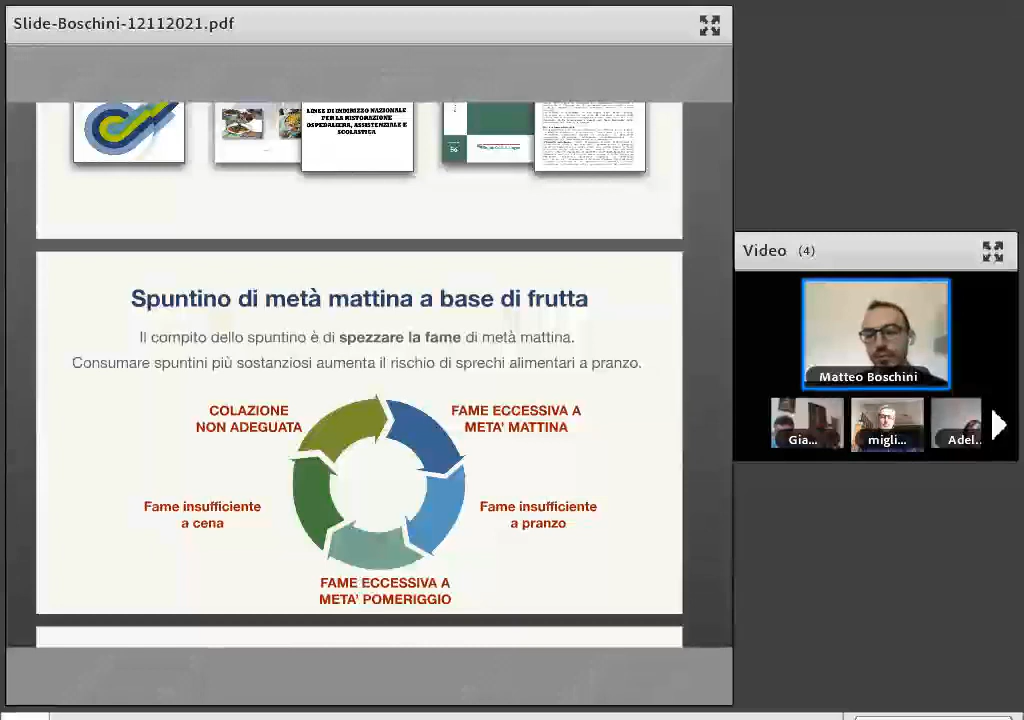 Slide-Boschini-12112021.pdf
LINEE DI INDIRIZZO NAZIONALE
PER LA RISTORAZIONE
OSPEDALIERA, ASSISTENZIALE E
SCOLASTICA
Spuntino di metà mattina a base di frutta
Il compito dello spuntino è di spezzare la fame di metà mattina.
Consumare spuntini più sostanziosi aumenta il rischio di sprechi alimentari a pranzo.
COLAZIONE
NON ADEGUATA
FAME ECCESSIVA A
META' MATTINA
Fame insufficiente
a cena
Fame insufficiente
a pranzo
FAME ECCESSIVA A
META' POMERIGGIO
Video (4)
Matteo Boschini
Gia...
migli...
Adel..